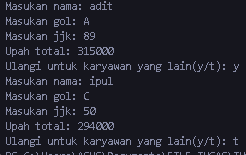 Masukan nama: adit
Masukan gol: A
Masukan jjk: 89
Upah total: 315000
Ulangi untuk karyawan yang lain(y/t): y
Masukan nama: ipul
Masukan gol: C
Masukan jjk: 50
Upah total: 294000
Ulangi untuk karyawan yang lain(y/t): t